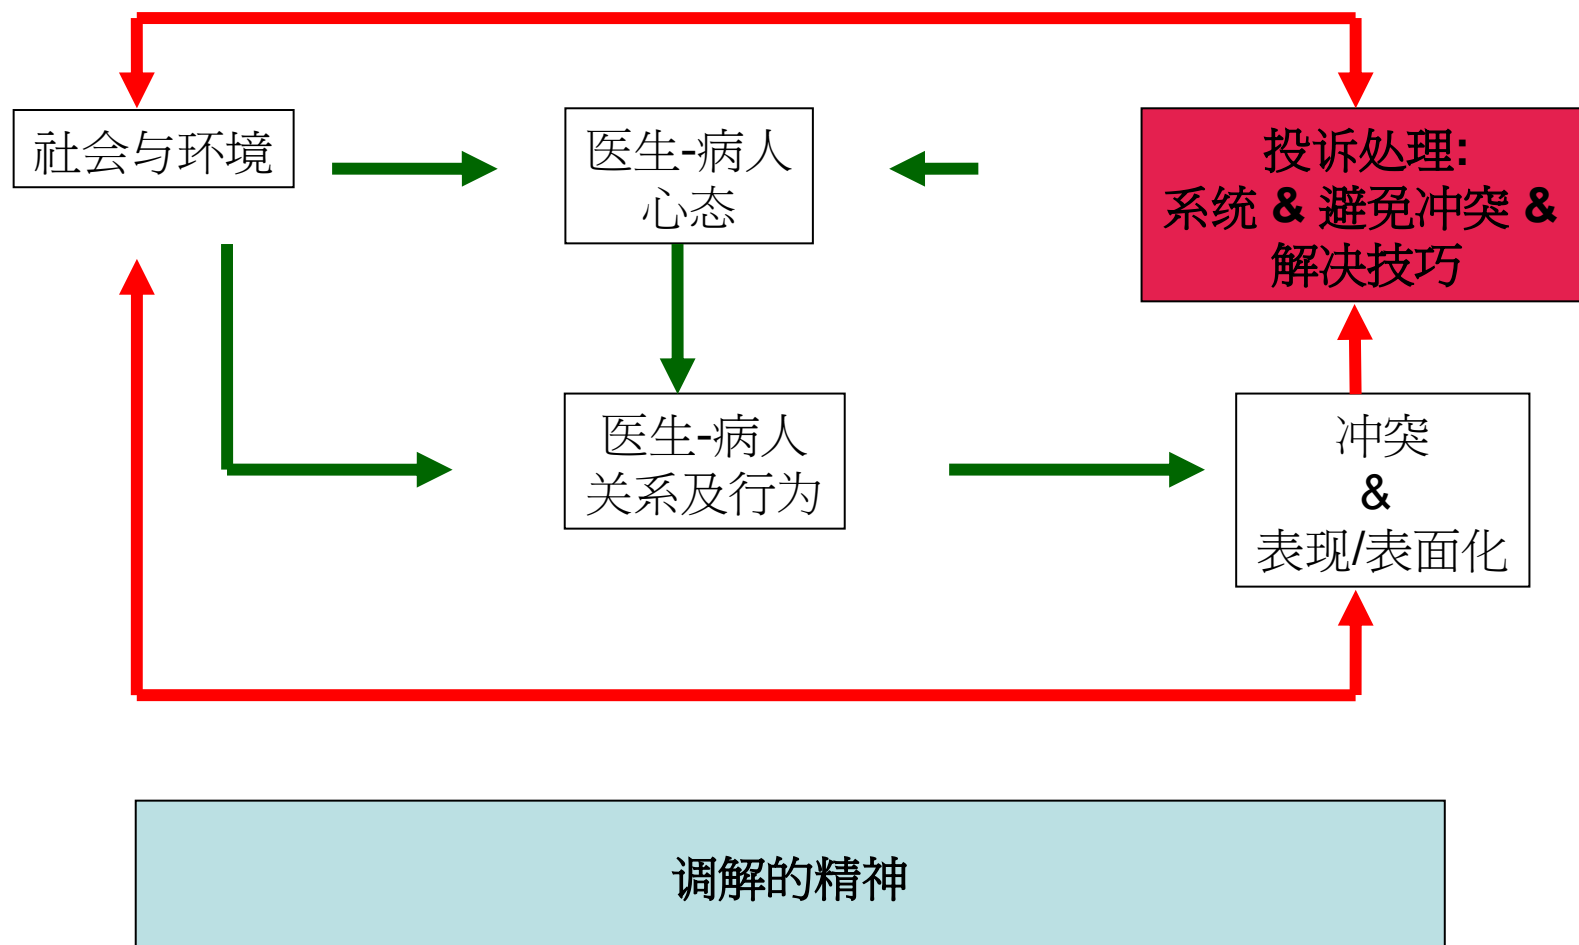 社会与环境
医生-病人
心态
投诉处理:
系统 & 避免冲突 &
解决技巧
医生-病人
关系及行为
冲突
&
表现/表面化
调解的精神